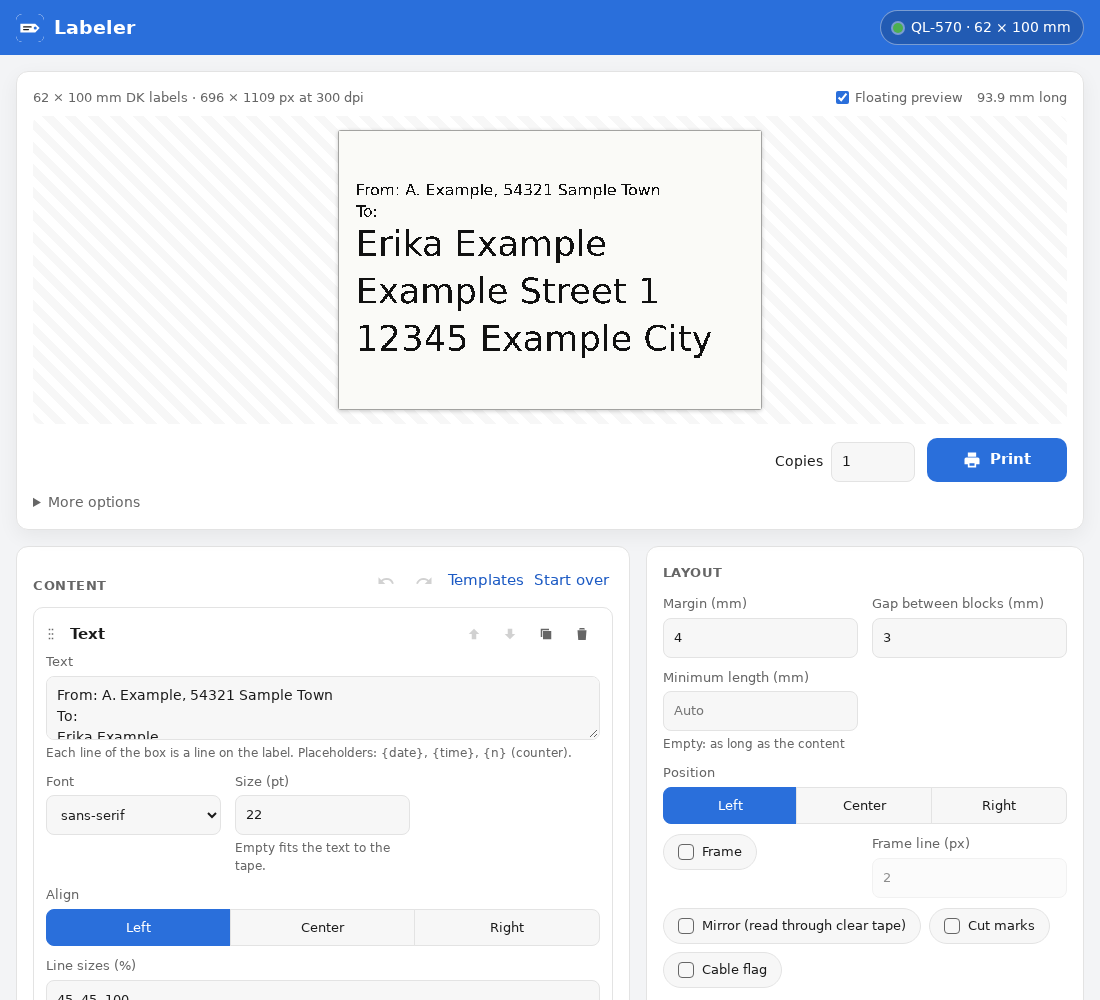 Labeler
QL-570 · 62 × 100 mm
62 × 100 mm DK labels · 696 × 1109 px at 300 dpi
Floating preview
93.9 mm long
From: A. Example, 54321 Sample Town
To:
Erika Example
Example Street 1
12345 Example City
Copies
1
Print
More options
CONTENT
Templates
Start over
Text
Text
From: A. Example, 54321 Sample Town
To:
Erika Example
Each line of the box is a line on the label. Placeholders: {date}, {time}, {n} (counter).
Font
Size (pt)
sans-serif
22
Empty fits the text to the
tape.
Align
Left
Center
Right
Line sizes (%)
45, 45, 100
LAYOUT
Margin (mm)
Gap between blocks (mm)
4
3
Minimum length (mm)
Auto
Empty: as long as the content
Position
Left
Center
Right
Frame
Frame line (px)
2
Mirror (read through clear tape)
Cut marks
Cable flag